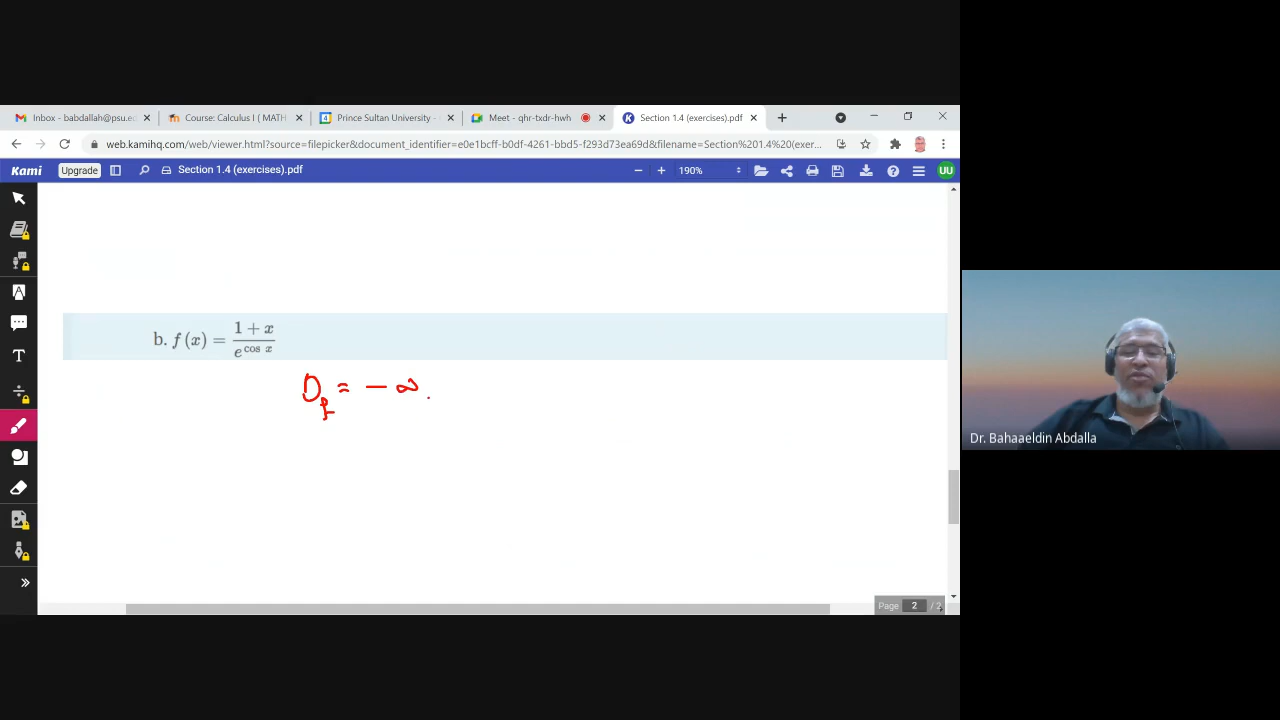 Inbox - babdallah@psu.ed
Course: Calculus I ( MATH
Prince Sultan University -
Meet - qhr-txdr-hwh
Section 1.4 (exercises).pdf
web.kamihq.com/web/viewer.html?source=filepicker&document_identifier=e0e1bcff-b0df-4261-bbd5-f293d73ea69d&filename=Section%201.4%20(exer...
Kami
Upgrade
Section 1.4 (exercises).pdf
190%
UU
b. f(x) = (1 + x) / e^(cos x)
D_f = - ∞ .
Dr. Bahaaeldin Abdalla
Page 2 / 2